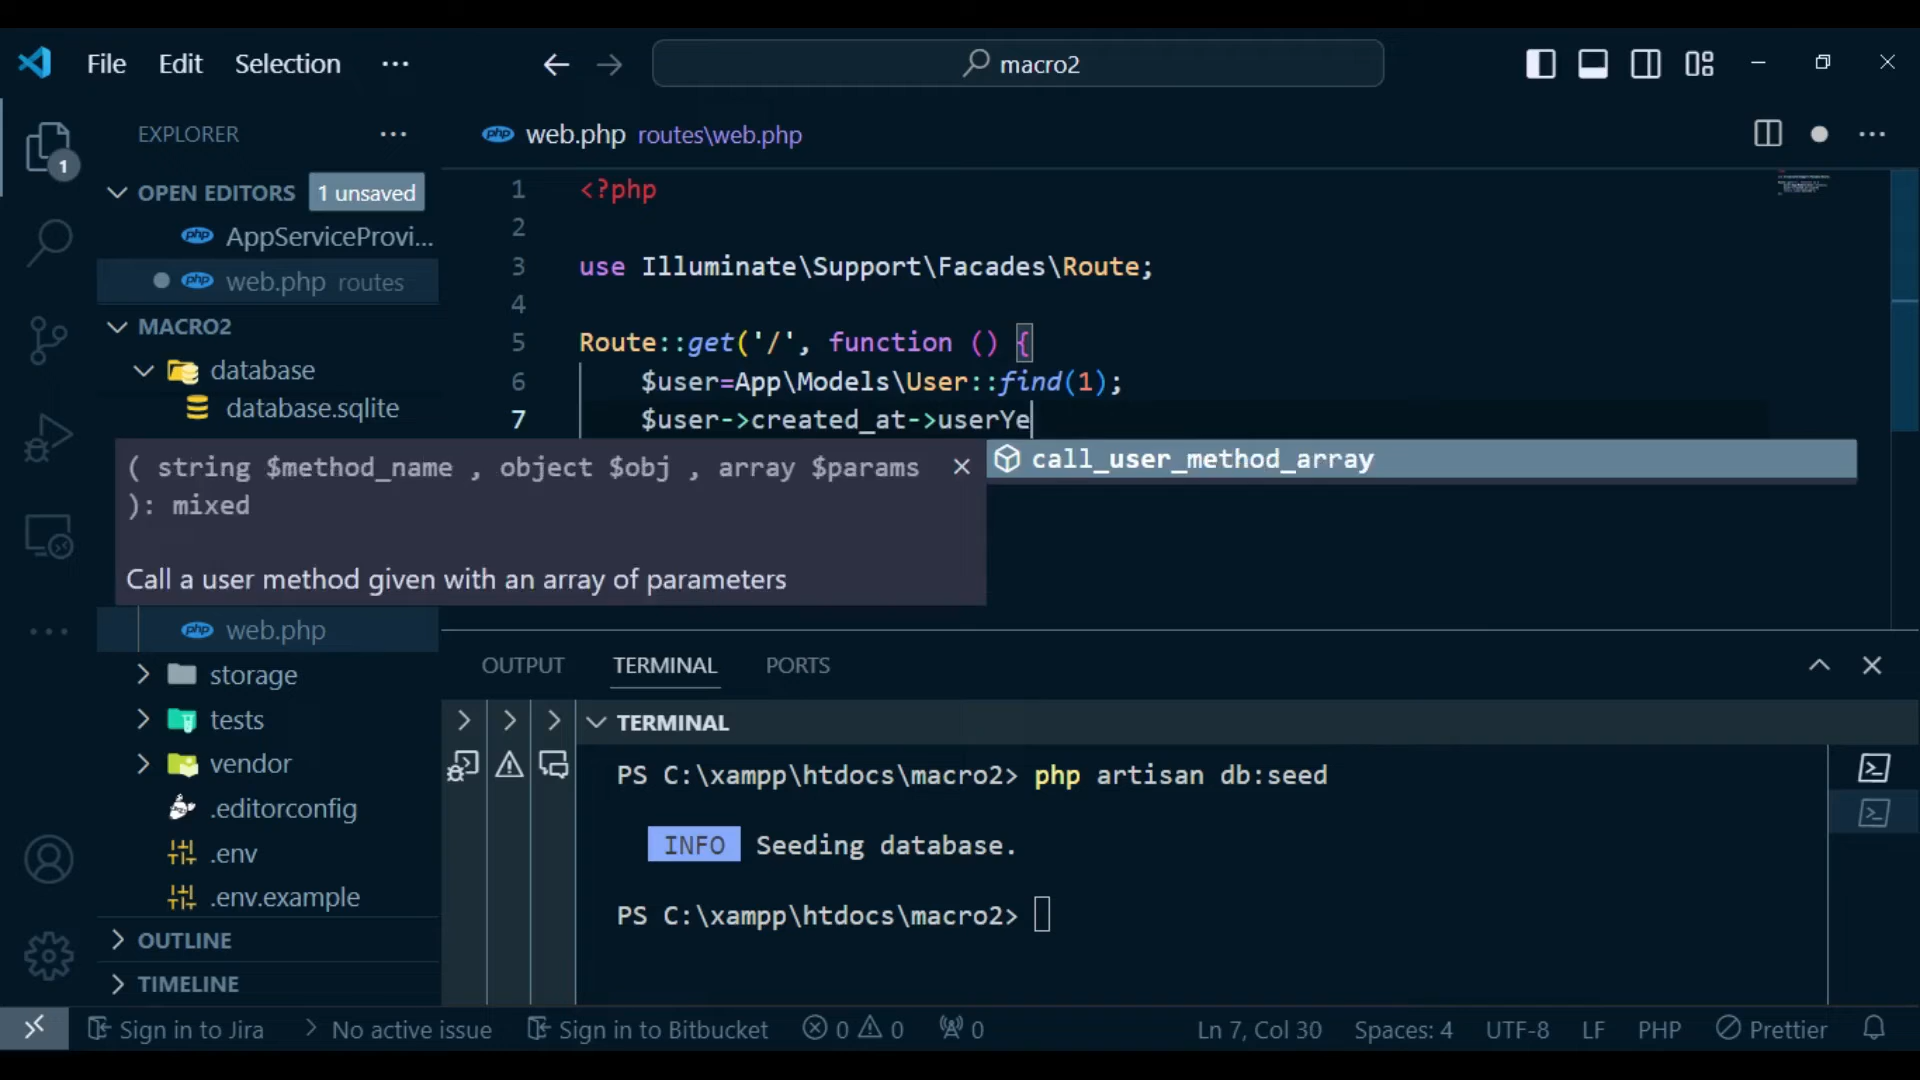 File Edit Selection ···
macro2
EXPLORER ···
1
OPEN EDITORS 1 unsaved
php AppServiceProvi...
php web.php routes
MACRO2
database
database.sqlite
php web.php
storage
tests
vendor
.editorconfig
.env
.env.example
OUTLINE
TIMELINE
php web.php routes\web.php
1 <?php
2
3 use Illuminate\Support\Facades\Route;
4
5 Route::get('/', function () {
6 $user=App\Models\User::find(1);
7 $user->created_at->userYe
call_user_method_array
( string $method_name , object $obj , array $params
): mixed
Call a user method given with an array of parameters
OUTPUT TERMINAL PORTS
TERMINAL
PS C:\xampp\htdocs\macro2> php artisan db:seed
INFO Seeding database.
PS C:\xampp\htdocs\macro2>
Sign in to Jira No active issue Sign in to Bitbucket 0 0 0 Ln 7, Col 30 Spaces: 4 UTF-8 LF PHP Prettier